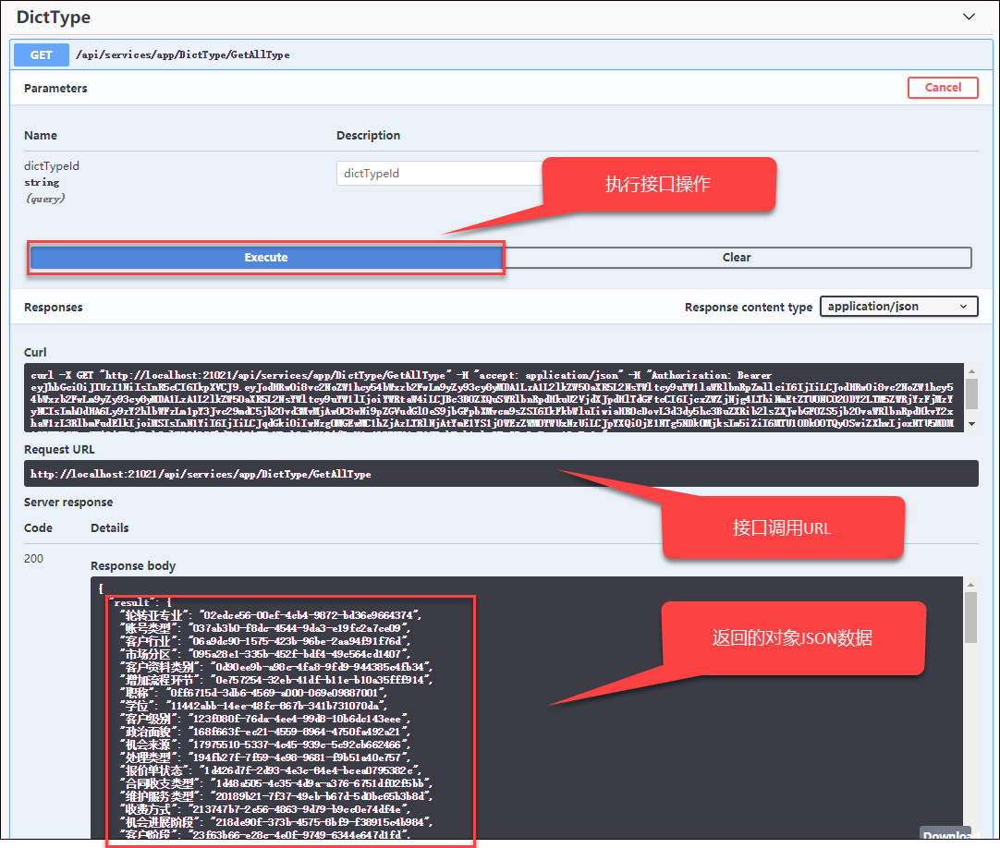 DictType
GET /api/services/app/DictType/GetAllType
Parameters Cancel
Name Description
dictTypeId
string
(query)
dictTypeId
执行接口操作
Execute Clear
Responses Response content type application/json
Curl
curl -X GET "http://localhost:21021/api/services/app/DictType/GetAllType" -H "accept: application/json" -H "Authorization: Bearer
Request URL
http://localhost:21021/api/services/app/DictType/GetAllType
接口调用URL
Server response
Code Details
200
Response body
{
"result": {
"轮转亚专业": "02edce56-00ef-4cb4-9872-bd36e9664374",
"账号类型": "037ab3b0-f8dc-4544-9da3-e19fc2a7ce09",
"客户行业": "06a9dc90-1575-423b-96be-2aa94f91f76d",
"市场分区": "095a28e1-335b-452f-bdf4-49c564cd1407",
"客户资料类别": "0d90ee9b-a98c-4fa8-9fd9-944385c4fb34",
"增加流程环节": "0e757254-32eb-41df-b11e-b10a35fff914",
"职称": "0ff6715d-3db6-4569-a000-069e09887001",
"学位": "11442abb-14ee-48fc-867b-341b731070da",
"客户级别": "123f080f-76da-4ee4-99d8-10b6dc143eee",
"政治面貌": "168f663f-ec21-4559-8964-4750fa492a21",
"机会来源": "17975510-5337-4c45-939c-5c92cb662466",
"处理类型": "194fb27f-7f59-4e98-9681-f9b51a40e757",
"报价单状态": "1d426d7f-2d93-4e3c-84e4-bcea0795382c",
"合同收支类型": "1d48a505-4c35-4d9a-a376-6751df02f5bb",
"维护服务类型": "20189b21-7f37-49eb-b67d-5d0bc65b3b8d",
"收费方式": "213747b7-2e56-4863-9d79-b9cc0e74df4e",
"机会进展阶段": "218de90f-373b-4575-8bf9-f38915c4b984",
"客户阶段": "23f63b66-e28c-4e0f-9749-6344e647d1fd",
返回的对象JSON数据
Download